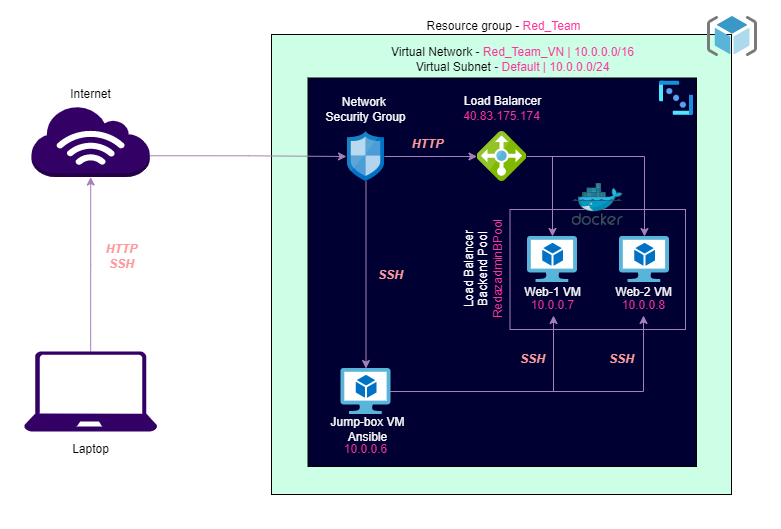 Resource group - Red_Team
Virtual Network - Red_Team_VN | 10.0.0.0/16
Virtual Subnet - Default | 10.0.0.0/24
Internet
Network
Security Group
Load Balancer
40.83.175.174
HTTP
HTTP
SSH
docker
Load Balancer
Backend Pool
RedazadminBPool
Web-1 VM
10.0.0.7
Web-2 VM
10.0.0.8
SSH
SSH
SSH
Jump-box VM
Ansible
10.0.0.6
Laptop